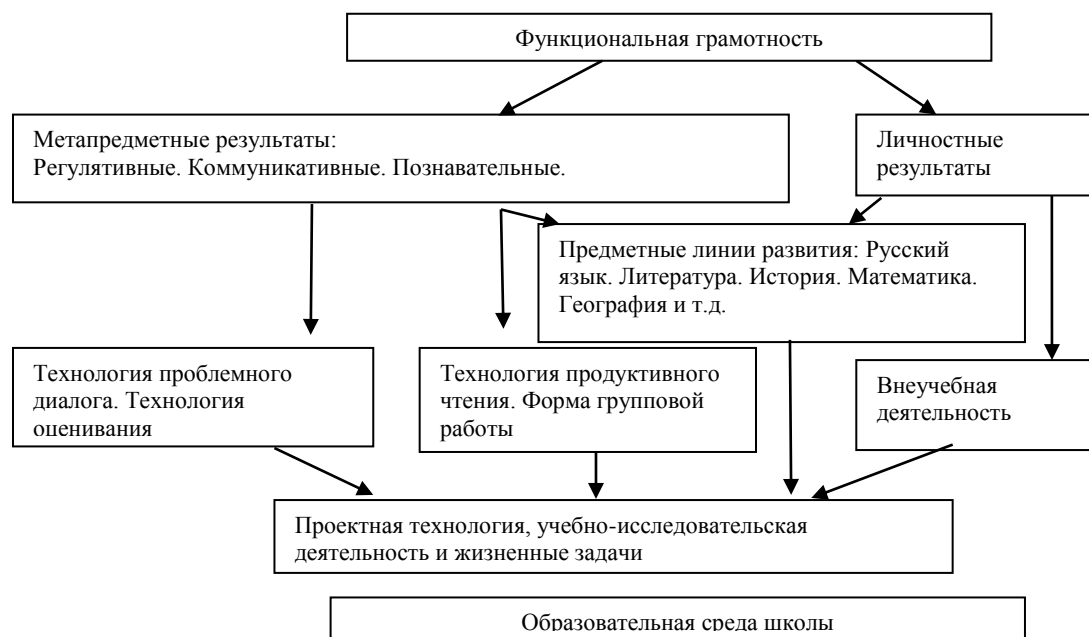 Функциональная грамотность
Метапредметные результаты:
Регулятивные. Коммуникативные. Познавательные.
Личностные
результаты
Предметные линии развития: Русский
язык. Литература. История. Математика.
География и т.д.
Технология проблемного
диалога. Технология
оценивания
Технология продуктивного
чтения. Форма групповой
работы
Внеучебная
деятельность
Проектная технология, учебно-исследовательская
деятельность и жизненные задачи
Образовательная среда школы